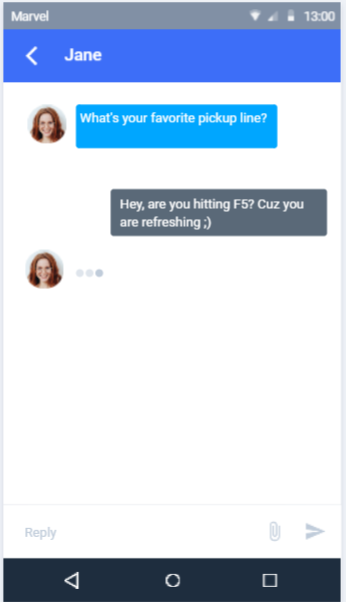 Marvel
13:00
Jane
What's your favorite pickup line?
Hey, are you hitting F5? Cuz you
are refreshing ;)
Reply